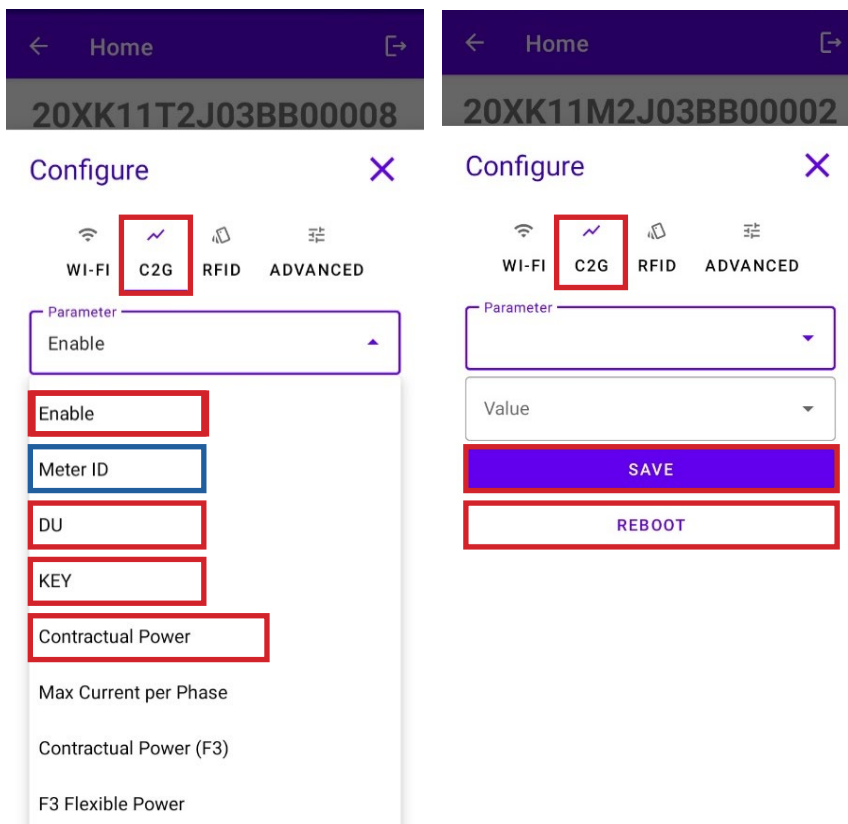 Home
20XK11T2J03BB00008
Configure
WI-FI C2G RFID ADVANCED
Parameter
Enable
Enable
Meter ID
DU
KEY
Contractual Power
Max Current per Phase
Contractual Power (F3)
F3 Flexible Power
Home
20XK11M2J03BB00002
Configure
WI-FI C2G RFID ADVANCED
Parameter
Value
SAVE
REBOOT